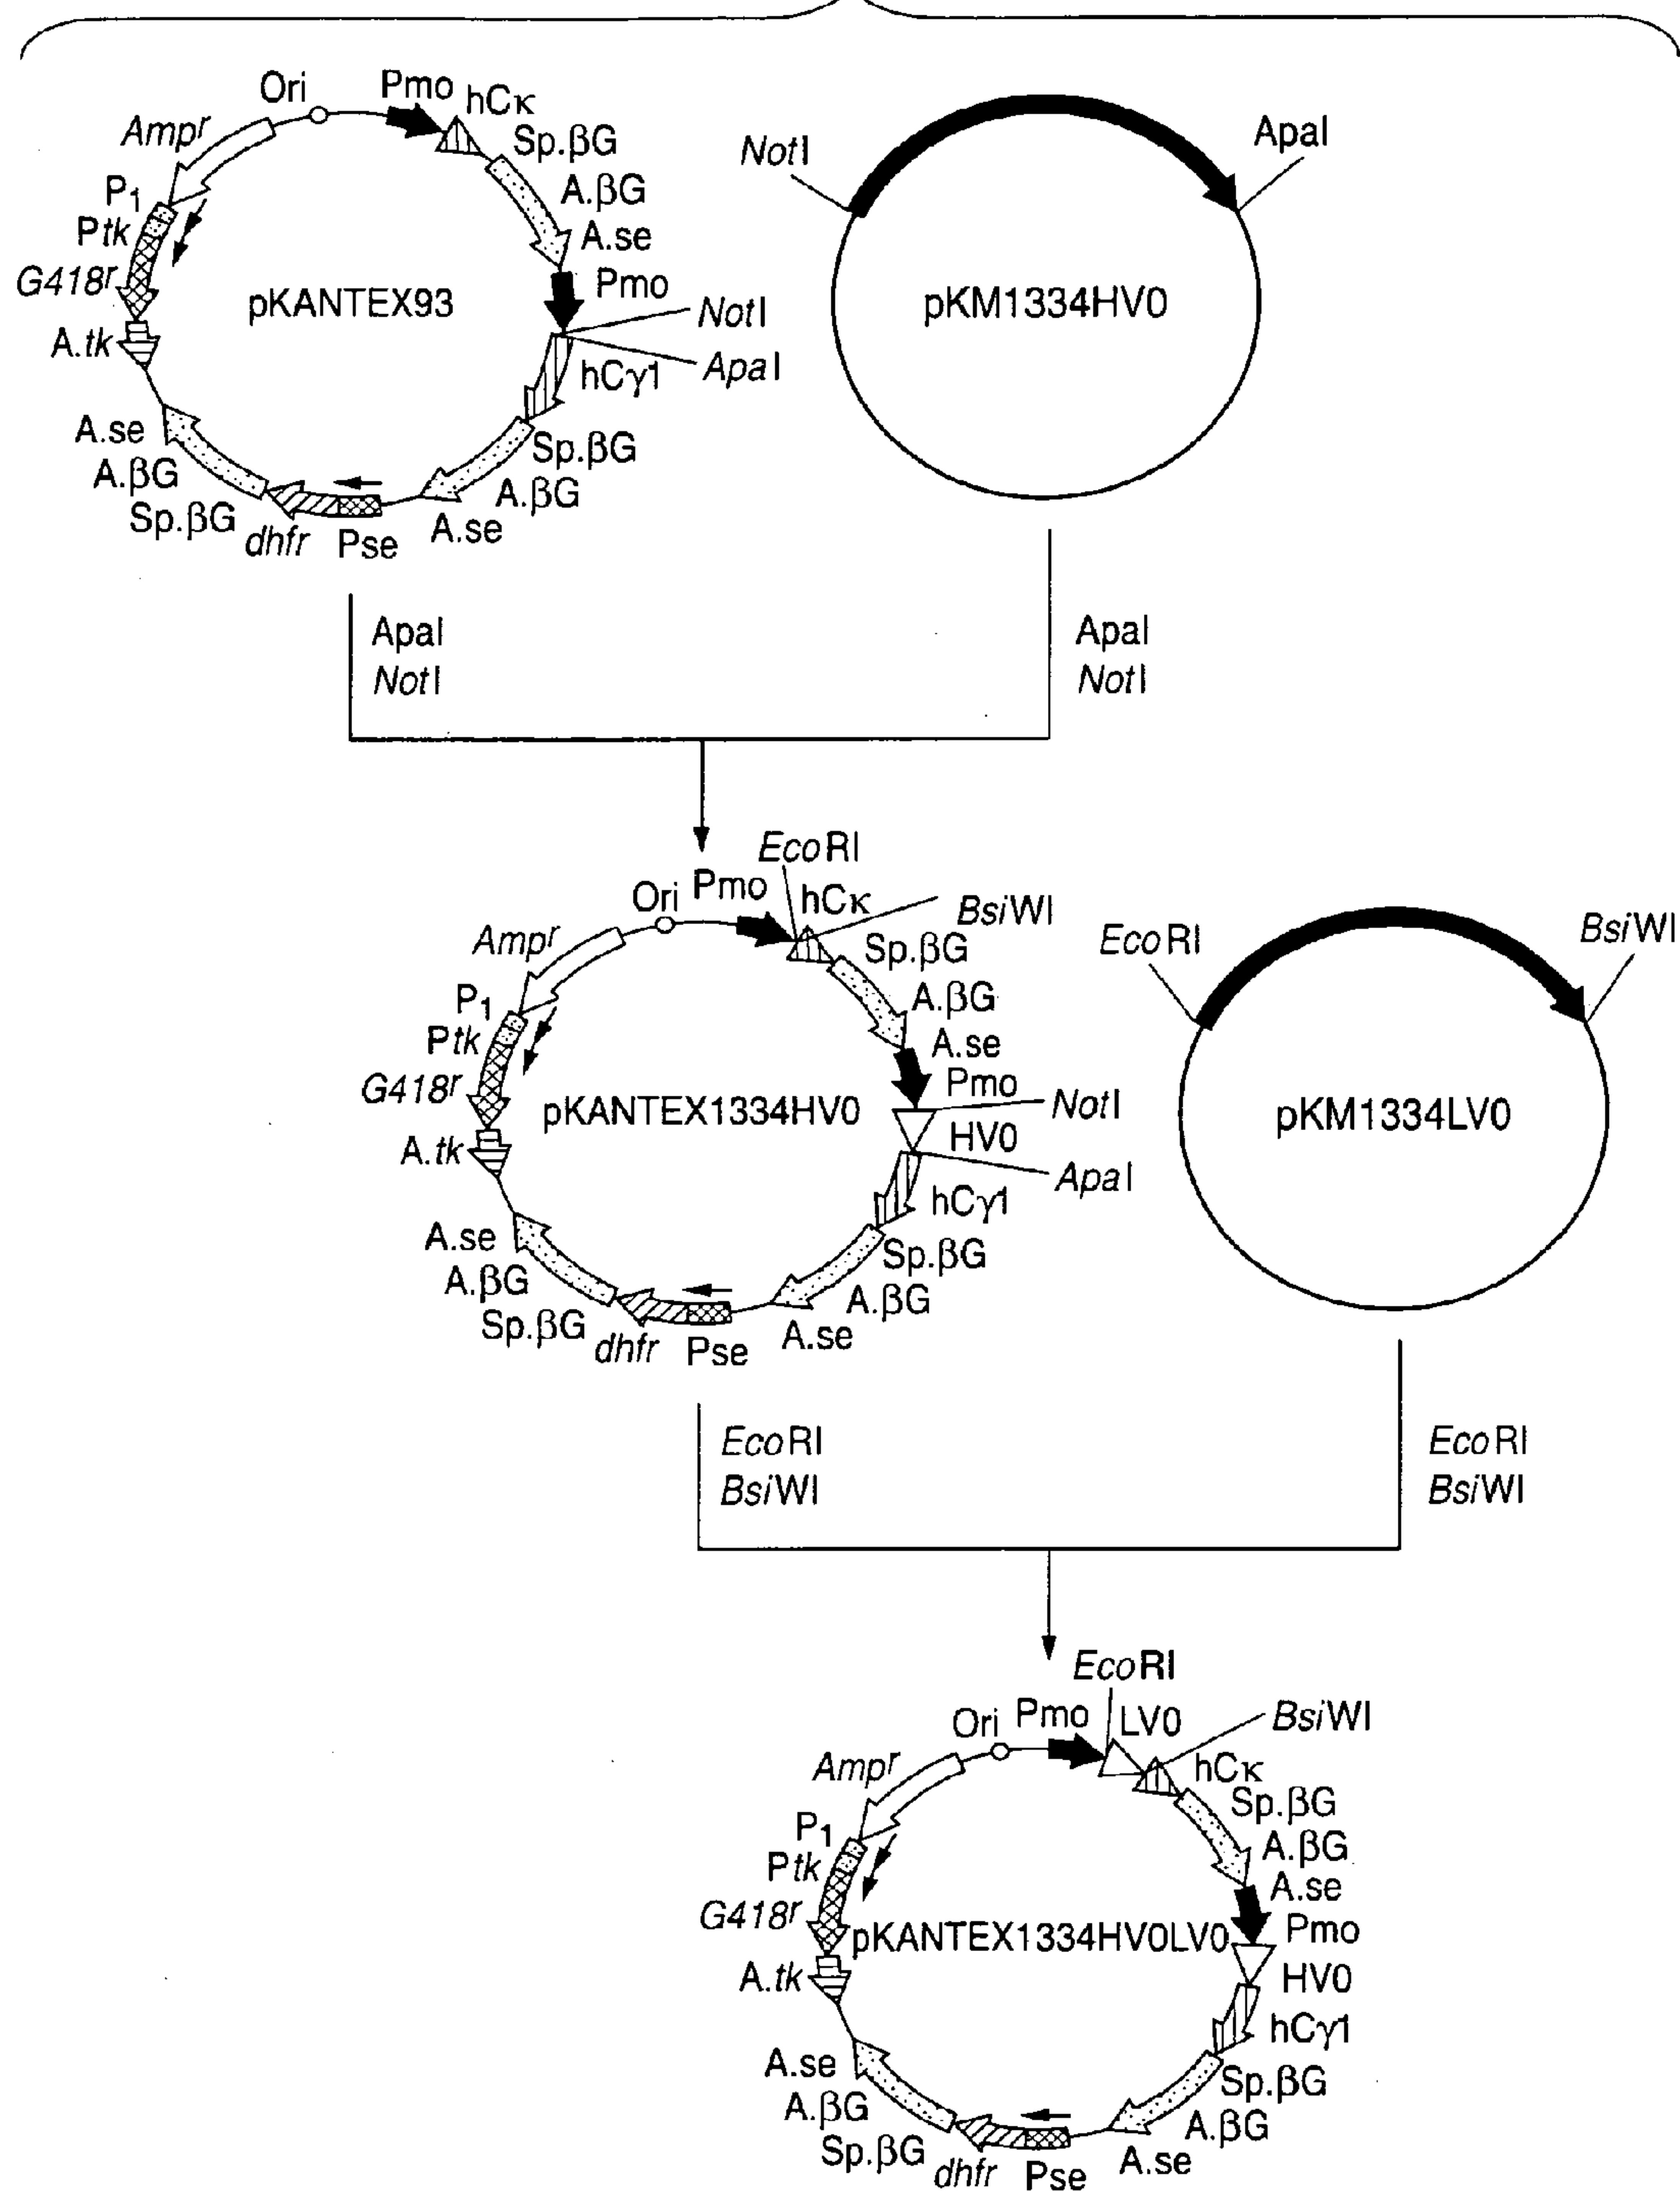 Ori
Pmo
hCκ
Ampʳ
Sp.βG
A.βG
A.se
P₁
Ptk
G418ʳ
A.tk
pKANTEX93
Pmo
NotI
ApaI
hCγ1
Sp.βG
A.βG
A.se
A.se
A.βG
Sp.βG
dhfr
Pse
NotI
ApaI
pKM1334HV0
ApaI
NotI
ApaI
NotI
EcoRI
Ori
Pmo
hCκ
BsiWI
Ampʳ
Sp.βG
A.βG
A.se
P₁
Ptk
G418ʳ
A.tk
pKANTEX1334HV0
Pmo
NotI
HV0
ApaI
hCγ1
Sp.βG
A.βG
A.se
A.se
A.βG
Sp.βG
dhfr
Pse
EcoRI
BsiWI
pKM1334LV0
EcoRI
BsiWI
EcoRI
BsiWI
EcoRI
Ori
Pmo
LV0
BsiWI
hCκ
Ampʳ
Sp.βG
A.βG
A.se
P₁
Ptk
G418ʳ
A.tk
pKANTEX1334HV0LV0
Pmo
HV0
hCγ1
Sp.βG
A.βG
A.se
A.se
A.βG
Sp.βG
dhfr
Pse